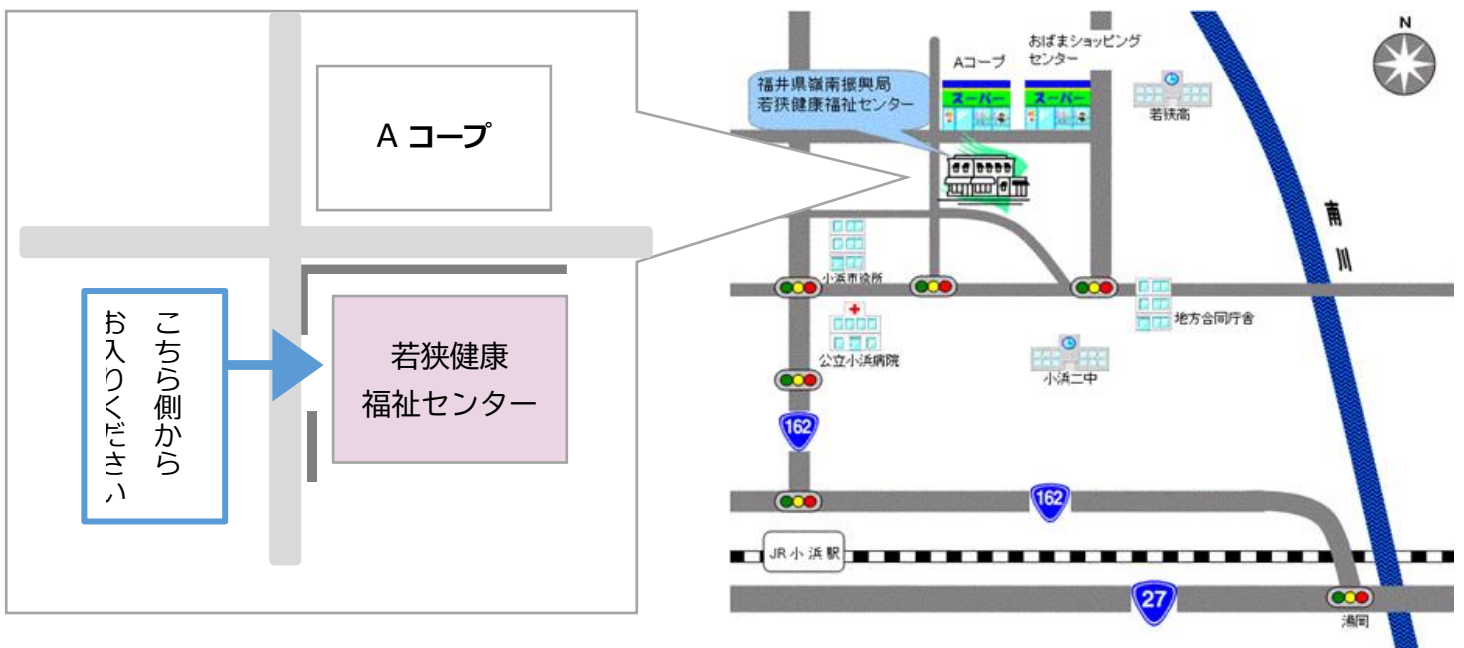 A コープ
こちら側から
お入りください
若狭健康
福祉センター
N
おばまショッピング
センター
Aコープ
福井県嶺南振興局
若狭健康福祉センター
スーパー
スーパー
若狭高
南川
小浜市役所
地方合同庁舎
公立小浜病院
小浜二中
162
162
JR小浜駅
27
湯岡